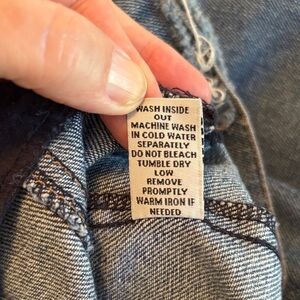 WASH INSIDE
OUT
MACHINE WASH
IN COLD WATER
SEPARATELY
DO NOT BLEACH
TUMBLE DRY
LOW
REMOVE
PROMPTLY
WARM IRON IF
NEEDED